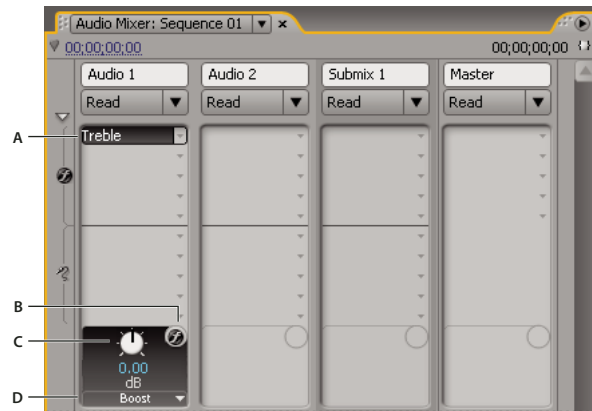 Audio Mixer: Sequence 01
00;00;00;00 00;00;00;00
Audio 1 Audio 2 Submix 1 Master
Read Read Read Read
A Treble
B
C
0.00
dB
D Boost